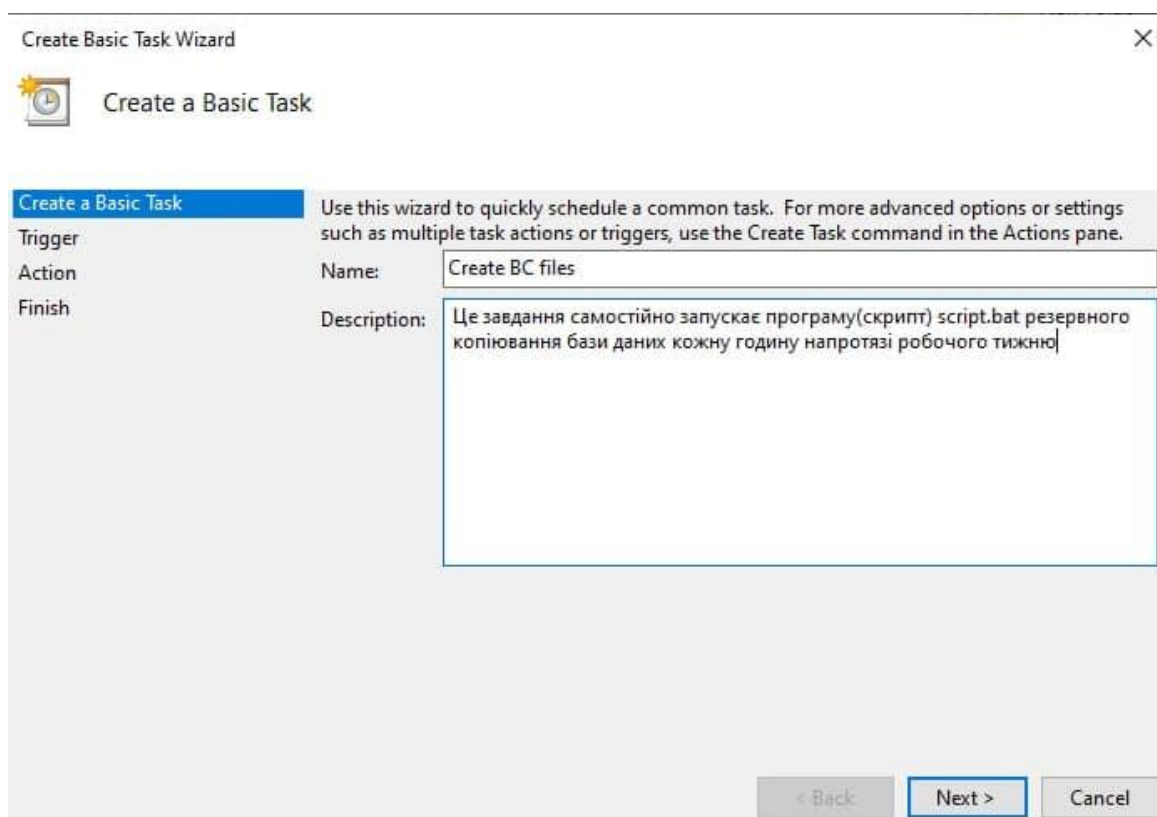 Create Basic Task Wizard
Create a Basic Task
Create a Basic Task
Trigger
Action
Finish
Use this wizard to quickly schedule a common task. For more advanced options or settings
such as multiple task actions or triggers, use the Create Task command in the Actions pane.
Name:
Create BC files
Description:
Це завдання самостійно запускає програму(скрипт) script.bat резервного
копіювання бази даних кожну годину напротязі робочого тижню
< Back
Next >
Cancel